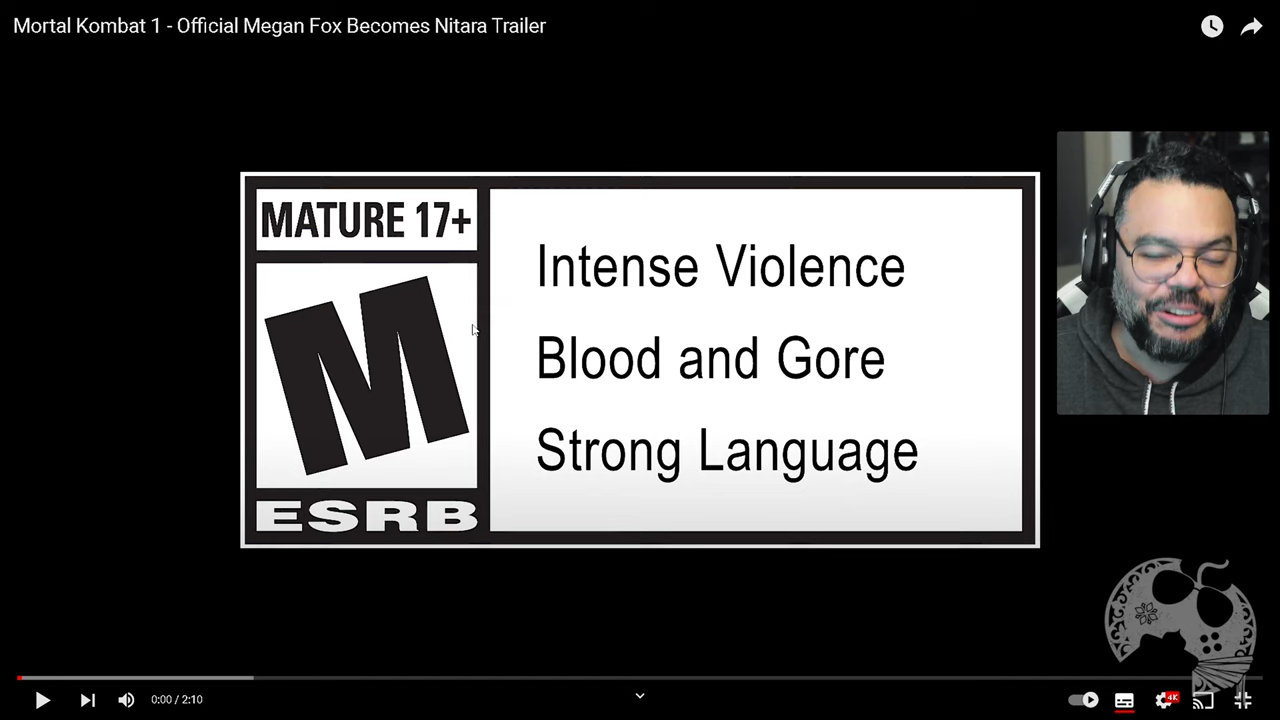 Mortal Kombat 1 - Official Megan Fox Becomes Nitara Trailer
MATURE 17+
M
ESRB
Intense Violence
Blood and Gore
Strong Language
0:00 / 2:10
4K